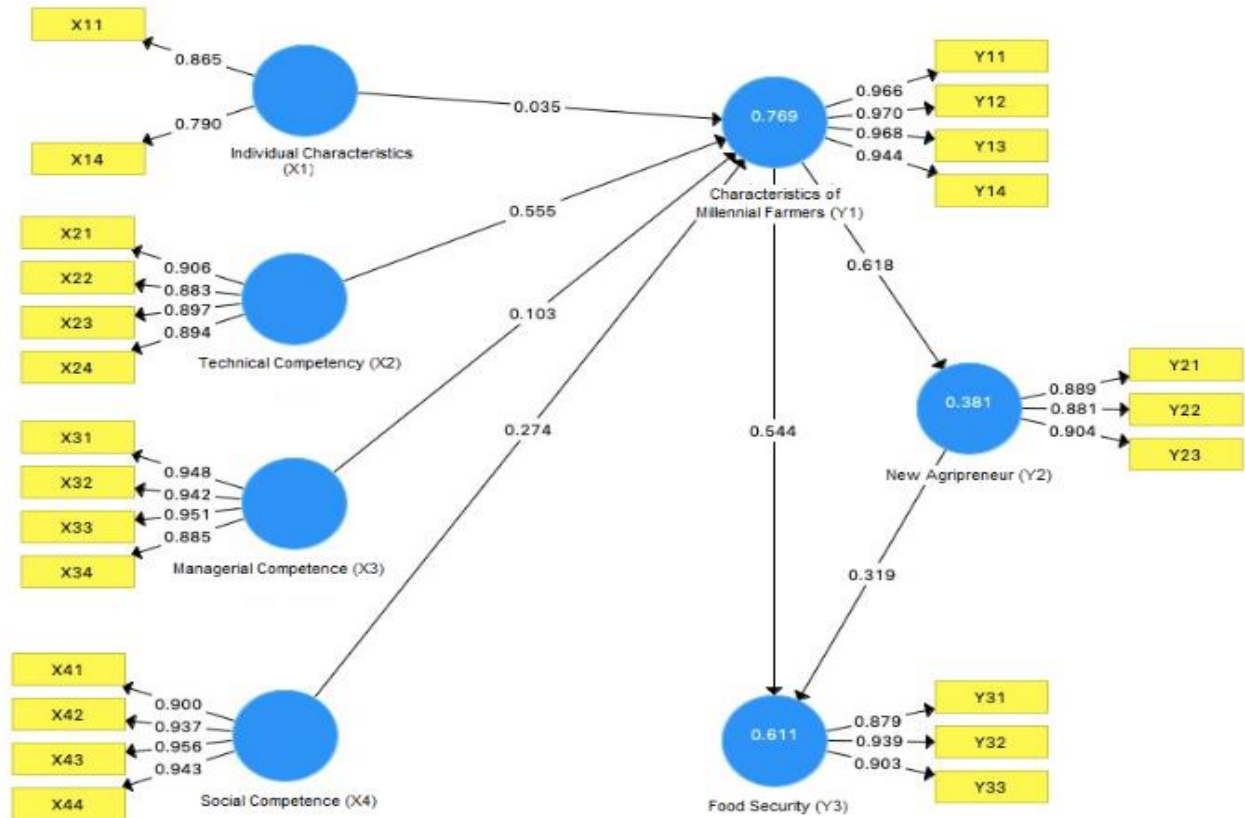 X11
0.865
0.790
X14
Individual Characteristics
(X1)
0.035
X21
X22
X23
X24
0.906
0.883
0.897
0.894
Technical Competency (X2)
0.555
X31
X32
X33
X34
0.948
0.942
0.951
0.885
Managerial Competence (X3)
0.103
X41
X42
X43
X44
0.900
0.937
0.956
0.943
Social Competence (X4)
0.274
0.769
Characteristics of
Millennial Farmers (Y1)
0.966
0.970
0.968
0.944
Y11
Y12
Y13
Y14
0.618
0.544
0.381
New Agripreneur (Y2)
0.889
0.881
0.904
Y21
Y22
Y23
0.319
0.611
Food Security (Y3)
0.879
0.939
0.903
Y31
Y32
Y33